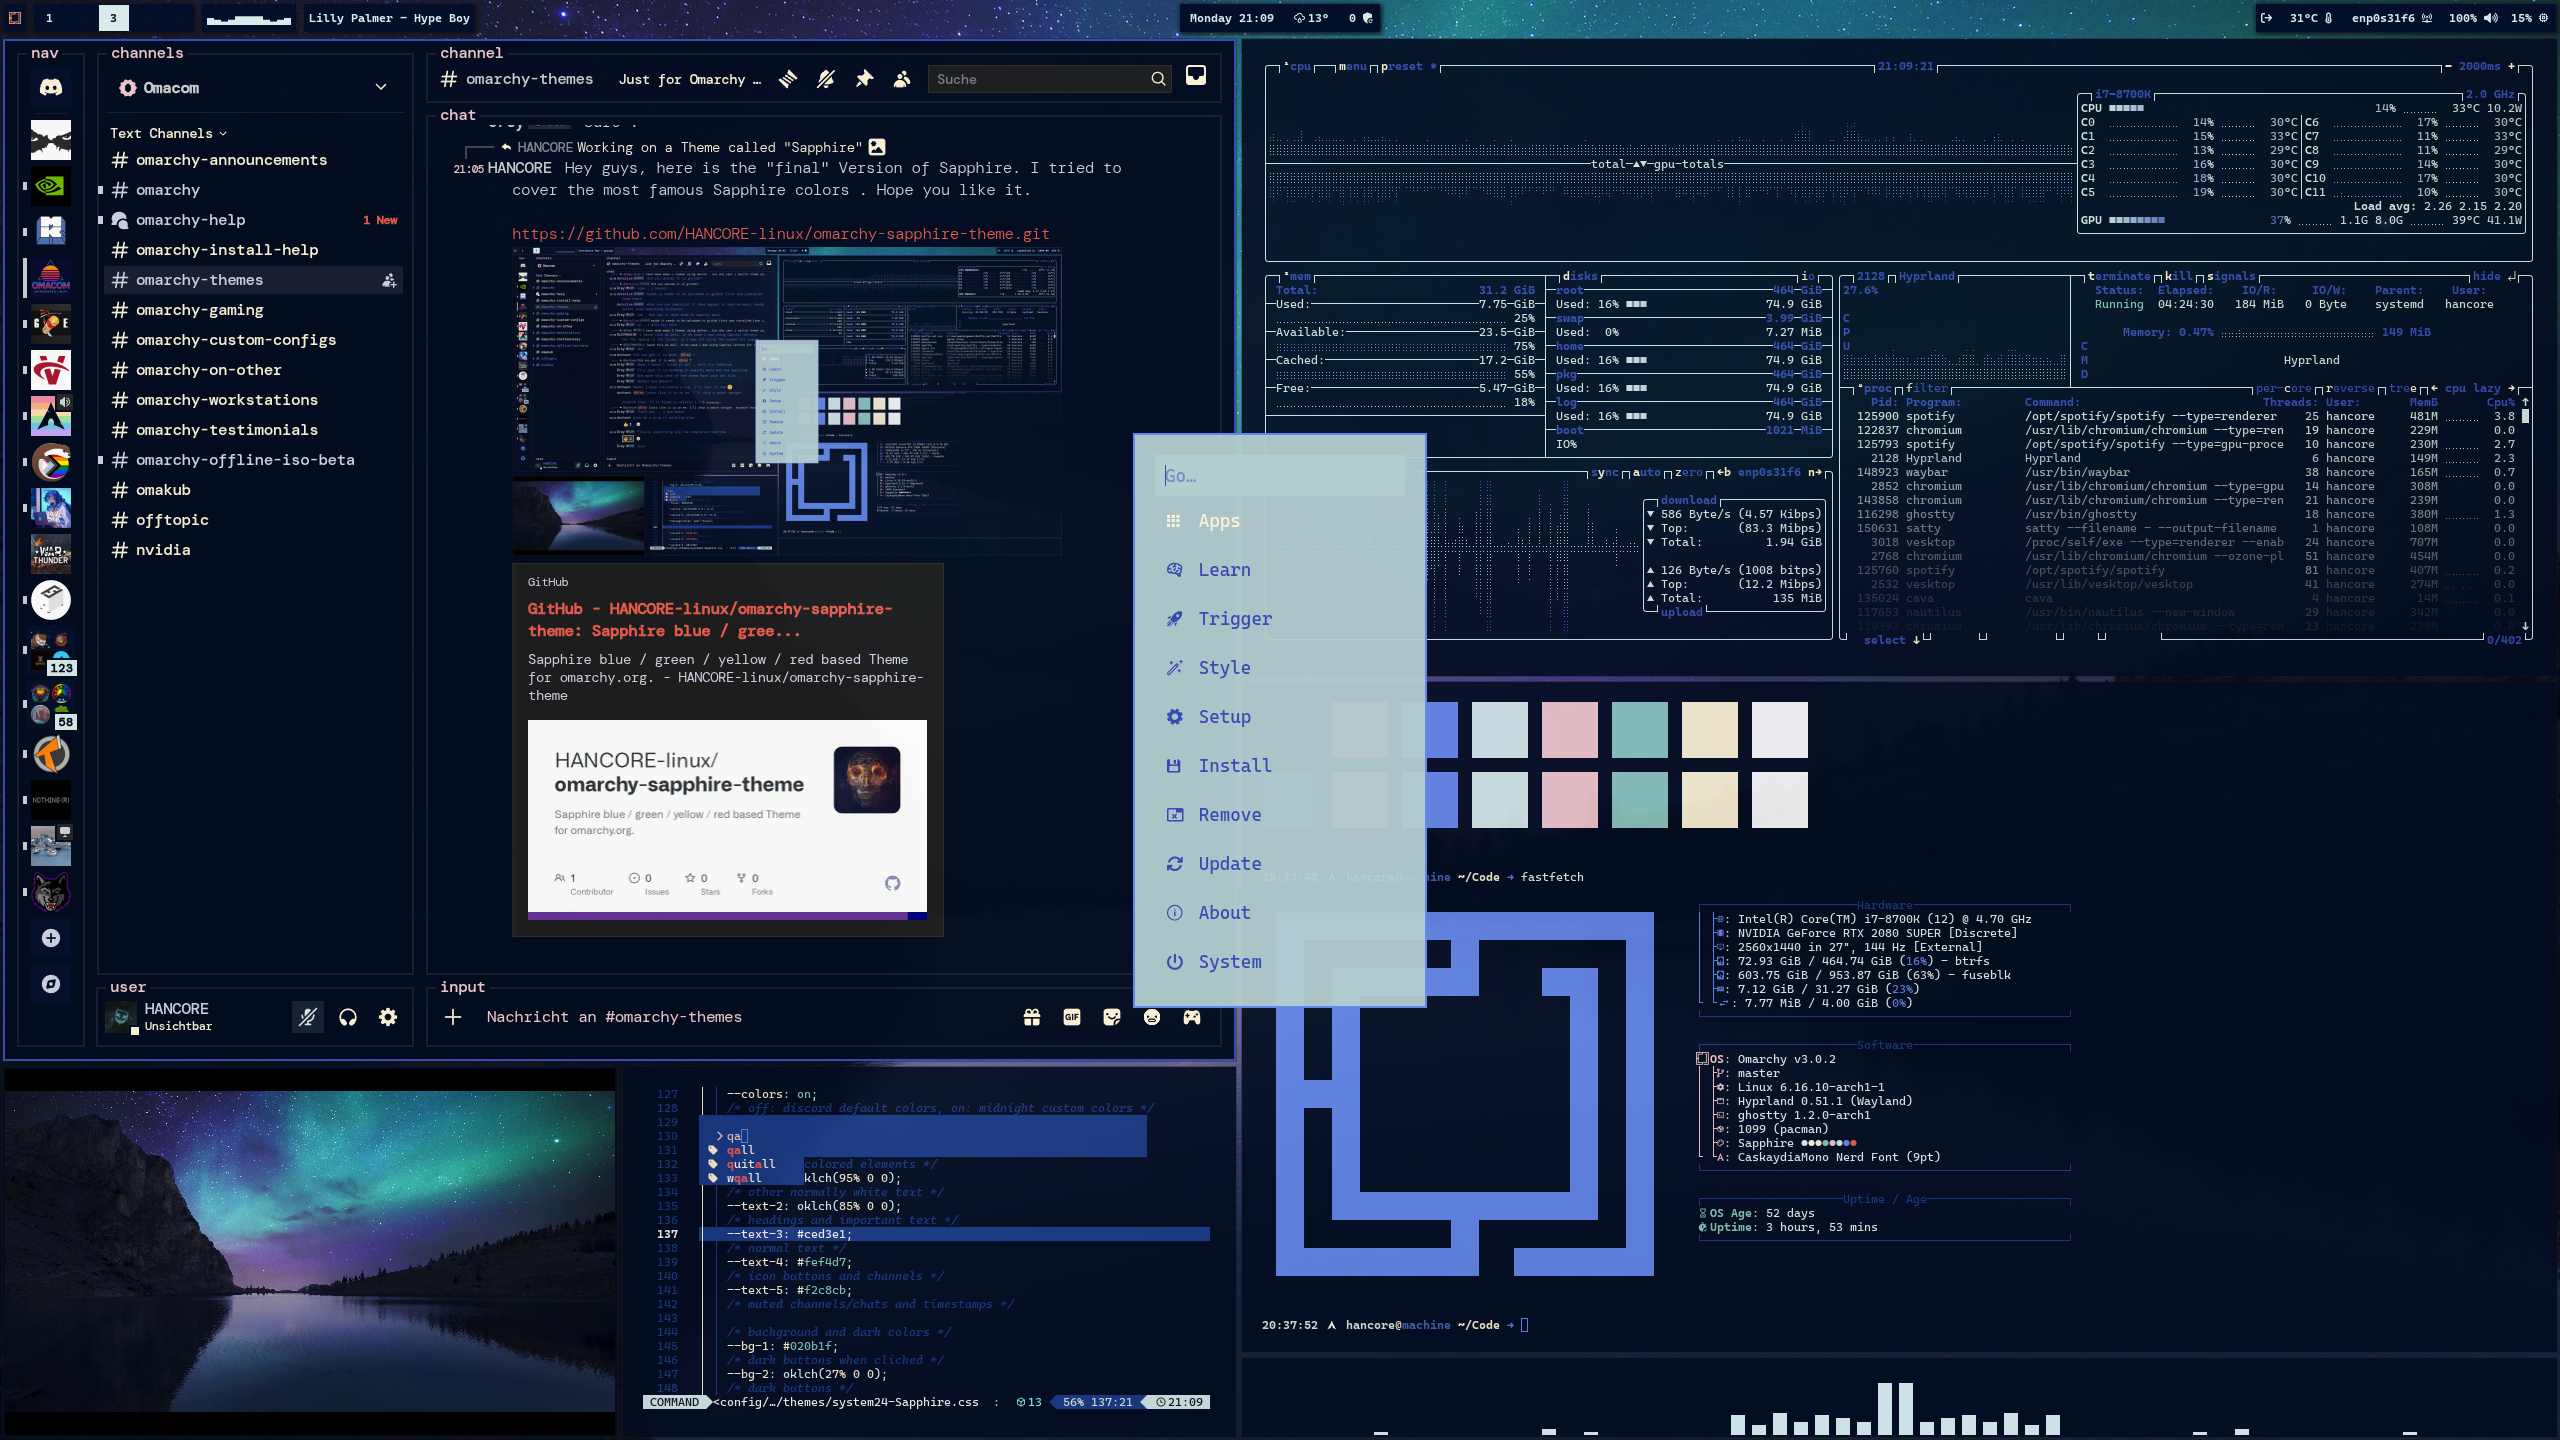 1
3
Lilly Palmer - Hype Boy
Monday 21:09
13°
0
31°C
enp0s31f6
100%
15%
nav
channels
Omacom
Text Channels
omarchy-announcements
omarchy
omarchy-help
1 New
omarchy-install-help
omarchy-themes
omarchy-gaming
omarchy-custom-configs
omarchy-on-other
omarchy-workstations
omarchy-testimonials
omarchy-offline-iso-beta
omakub
offtopic
nvidia
OMACOM
WAR THUNDER
123
58
NOTHING (R)
user
HANCORE
Unsichtbar
channel
# omarchy-themes
Just for Omarchy …
Suche
chat
HANCORE Working on a Theme called "Sapphire"
21:05 HANCORE Hey guys, here is the "final" Version of Sapphire. I tried to
cover the most famous Sapphire colors . Hope you like it.
https://github.com/HANCORE-linux/omarchy-sapphire-theme.git
GitHub
GitHub - HANCORE-linux/omarchy-sapphire-
theme: Sapphire blue / gree...
Sapphire blue / green / yellow / red based Theme
for omarchy.org. - HANCORE-linux/omarchy-sapphire-
theme
HANCORE-linux/
omarchy-sapphire-theme
Sapphire blue / green / yellow / red based Theme
for omarchy.org.
1 Contributor
0 Issues
0 Stars
0 Forks
input
Nachricht an #omarchy-themes
GIF
Go…
Apps
Learn
Trigger
Style
Setup
Install
Remove
Update
About
System
cpu menu preset * 21:09:21 - 2000ms +
i7-8700K 2.0 GHz
CPU 14% 33°C 10.2W
C0 14% 30°C C6 17% 30°C
C1 15% 33°C C7 11% 33°C
C2 13% 29°C C8 11% 29°C
C3 16% 30°C C9 14% 30°C
C4 18% 30°C C10 17% 30°C
C5 19% 30°C C11 10% 30°C
Load avg: 2.26 2.15 2.20
GPU 37% 1.1G 8.0G 39°C 41.1W
total▲▼gpu-totals
mem
Total: 31.2 GiB
Used: 7.75 GiB
25%
Available: 23.5 GiB
75%
Cached: 17.2 GiB
55%
Free: 5.47 GiB
18%
disks io
root 464 GiB
Used: 16% 74.9 GiB
swap 3.99 GiB
Used: 0% 7.27 MiB
home 464 GiB
Used: 16% 74.9 GiB
pkg 464 GiB
Used: 16% 74.9 GiB
log 464 GiB
Used: 16% 74.9 GiB
boot 1021 MiB
IO%
sync auto zero ←b enp0s31f6 n→
download
▼ 586 Byte/s (4.57 Kibps)
▼ Top: (83.3 Mibps)
▼ Total: 1.94 GiB
▲ 126 Byte/s (1008 bitps)
▲ Top: (12.2 Mibps)
▲ Total: 135 MiB
upload
2128 Hyprland terminate kill signals hide
27.6% Status: Elapsed: IO/R: IO/W: Parent: User:
Running 04:24:30 184 MiB 0 Byte systemd hancore
CPU
Memory: 0.47% 149 MiB
CMD
Hyprland
proc filter per-core reverse tree ← cpu lazy →
Pid: Program: Command: Threads: User: MemB Cpu% ↑
125900 spotify /opt/spotify/spotify --type=renderer 25 hancore 481M 3.8
122837 chromium /usr/lib/chromium/chromium --type=ren 19 hancore 229M 0.0
125793 spotify /opt/spotify/spotify --type=gpu-proce 10 hancore 230M 2.7
2128 Hyprland Hyprland 6 hancore 149M 2.3
148923 waybar /usr/bin/waybar 38 hancore 165M 0.7
2852 chromium /usr/lib/chromium/chromium --type=gpu 14 hancore 308M 0.0
143858 chromium /usr/lib/chromium/chromium --type=ren 21 hancore 239M 0.0
116298 ghostty /usr/bin/ghostty 18 hancore 380M 1.3
150631 satty satty --filename - --output-filename 1 hancore 108M 0.0
3018 vesktop /proc/self/exe --type=renderer --enab 24 hancore 707M 0.0
2768 chromium /usr/lib/chromium/chromium --ozone-pl 51 hancore 454M 0.0
125760 spotify /opt/spotify/spotify 81 hancore 407M 0.2
2532 vesktop /usr/lib/vesktop/vesktop 41 hancore 274M 0.0
135024 cava cava 4 hancore 14M 0.1
117653 nautilus /usr/bin/nautilus --new-window 29 hancore 342M 0.0
119393 chromium /usr/lib/chromium/chromium --type=ren 23 hancore 238M 0.0
select ↓ 0/402
20:37:48 hancore@machine ~/Code → fastfetch
Hardware
: Intel(R) Core(TM) i7-8700K (12) @ 4.70 GHz
: NVIDIA GeForce RTX 2080 SUPER [Discrete]
: 2560x1440 in 27", 144 Hz [External]
: 72.93 GiB / 464.74 GiB (16%) - btrfs
: 603.75 GiB / 953.87 GiB (63%) - fuseblk
: 7.12 GiB / 31.27 GiB (23%)
: 7.77 MiB / 4.00 GiB (0%)
Software
OS: Omarchy v3.0.2
: master
: Linux 6.16.10-arch1-1
: Hyprland 0.51.1 (Wayland)
: ghostty 1.2.0-arch1
: 1099 (pacman)
: Sapphire
: CaskaydiaMono Nerd Font (9pt)
Uptime / Age
OS Age: 52 days
Uptime: 3 hours, 53 mins
20:37:52 hancore@machine ~/Code →
127 --colors: on;
128 /* off: discord default colors, on: midnight custom colors */
129
130 > qa
131 qall
132 quitall colored elements */
133 wqall klch(95% 0 0);
134 /* other normally white text */
135 --text-2: oklch(85% 0 0);
136 /* headings and important text */
137 --text-3: #ced3e1;
138 /* normal text */
139 --text-4: #fef4d7;
140 /* icon buttons and channels */
141 --text-5: #f2c8cb;
142 /* muted channels/chats and timestamps */
143
144 /* background and dark colors */
145 --bg-1: #020b1f;
146 /* dark buttons when clicked */
147 --bg-2: oklch(27% 0 0);
148 /* dark buttons */
COMMAND <config/…/themes/system24-Sapphire.css : 13 56% 137:21 21:09